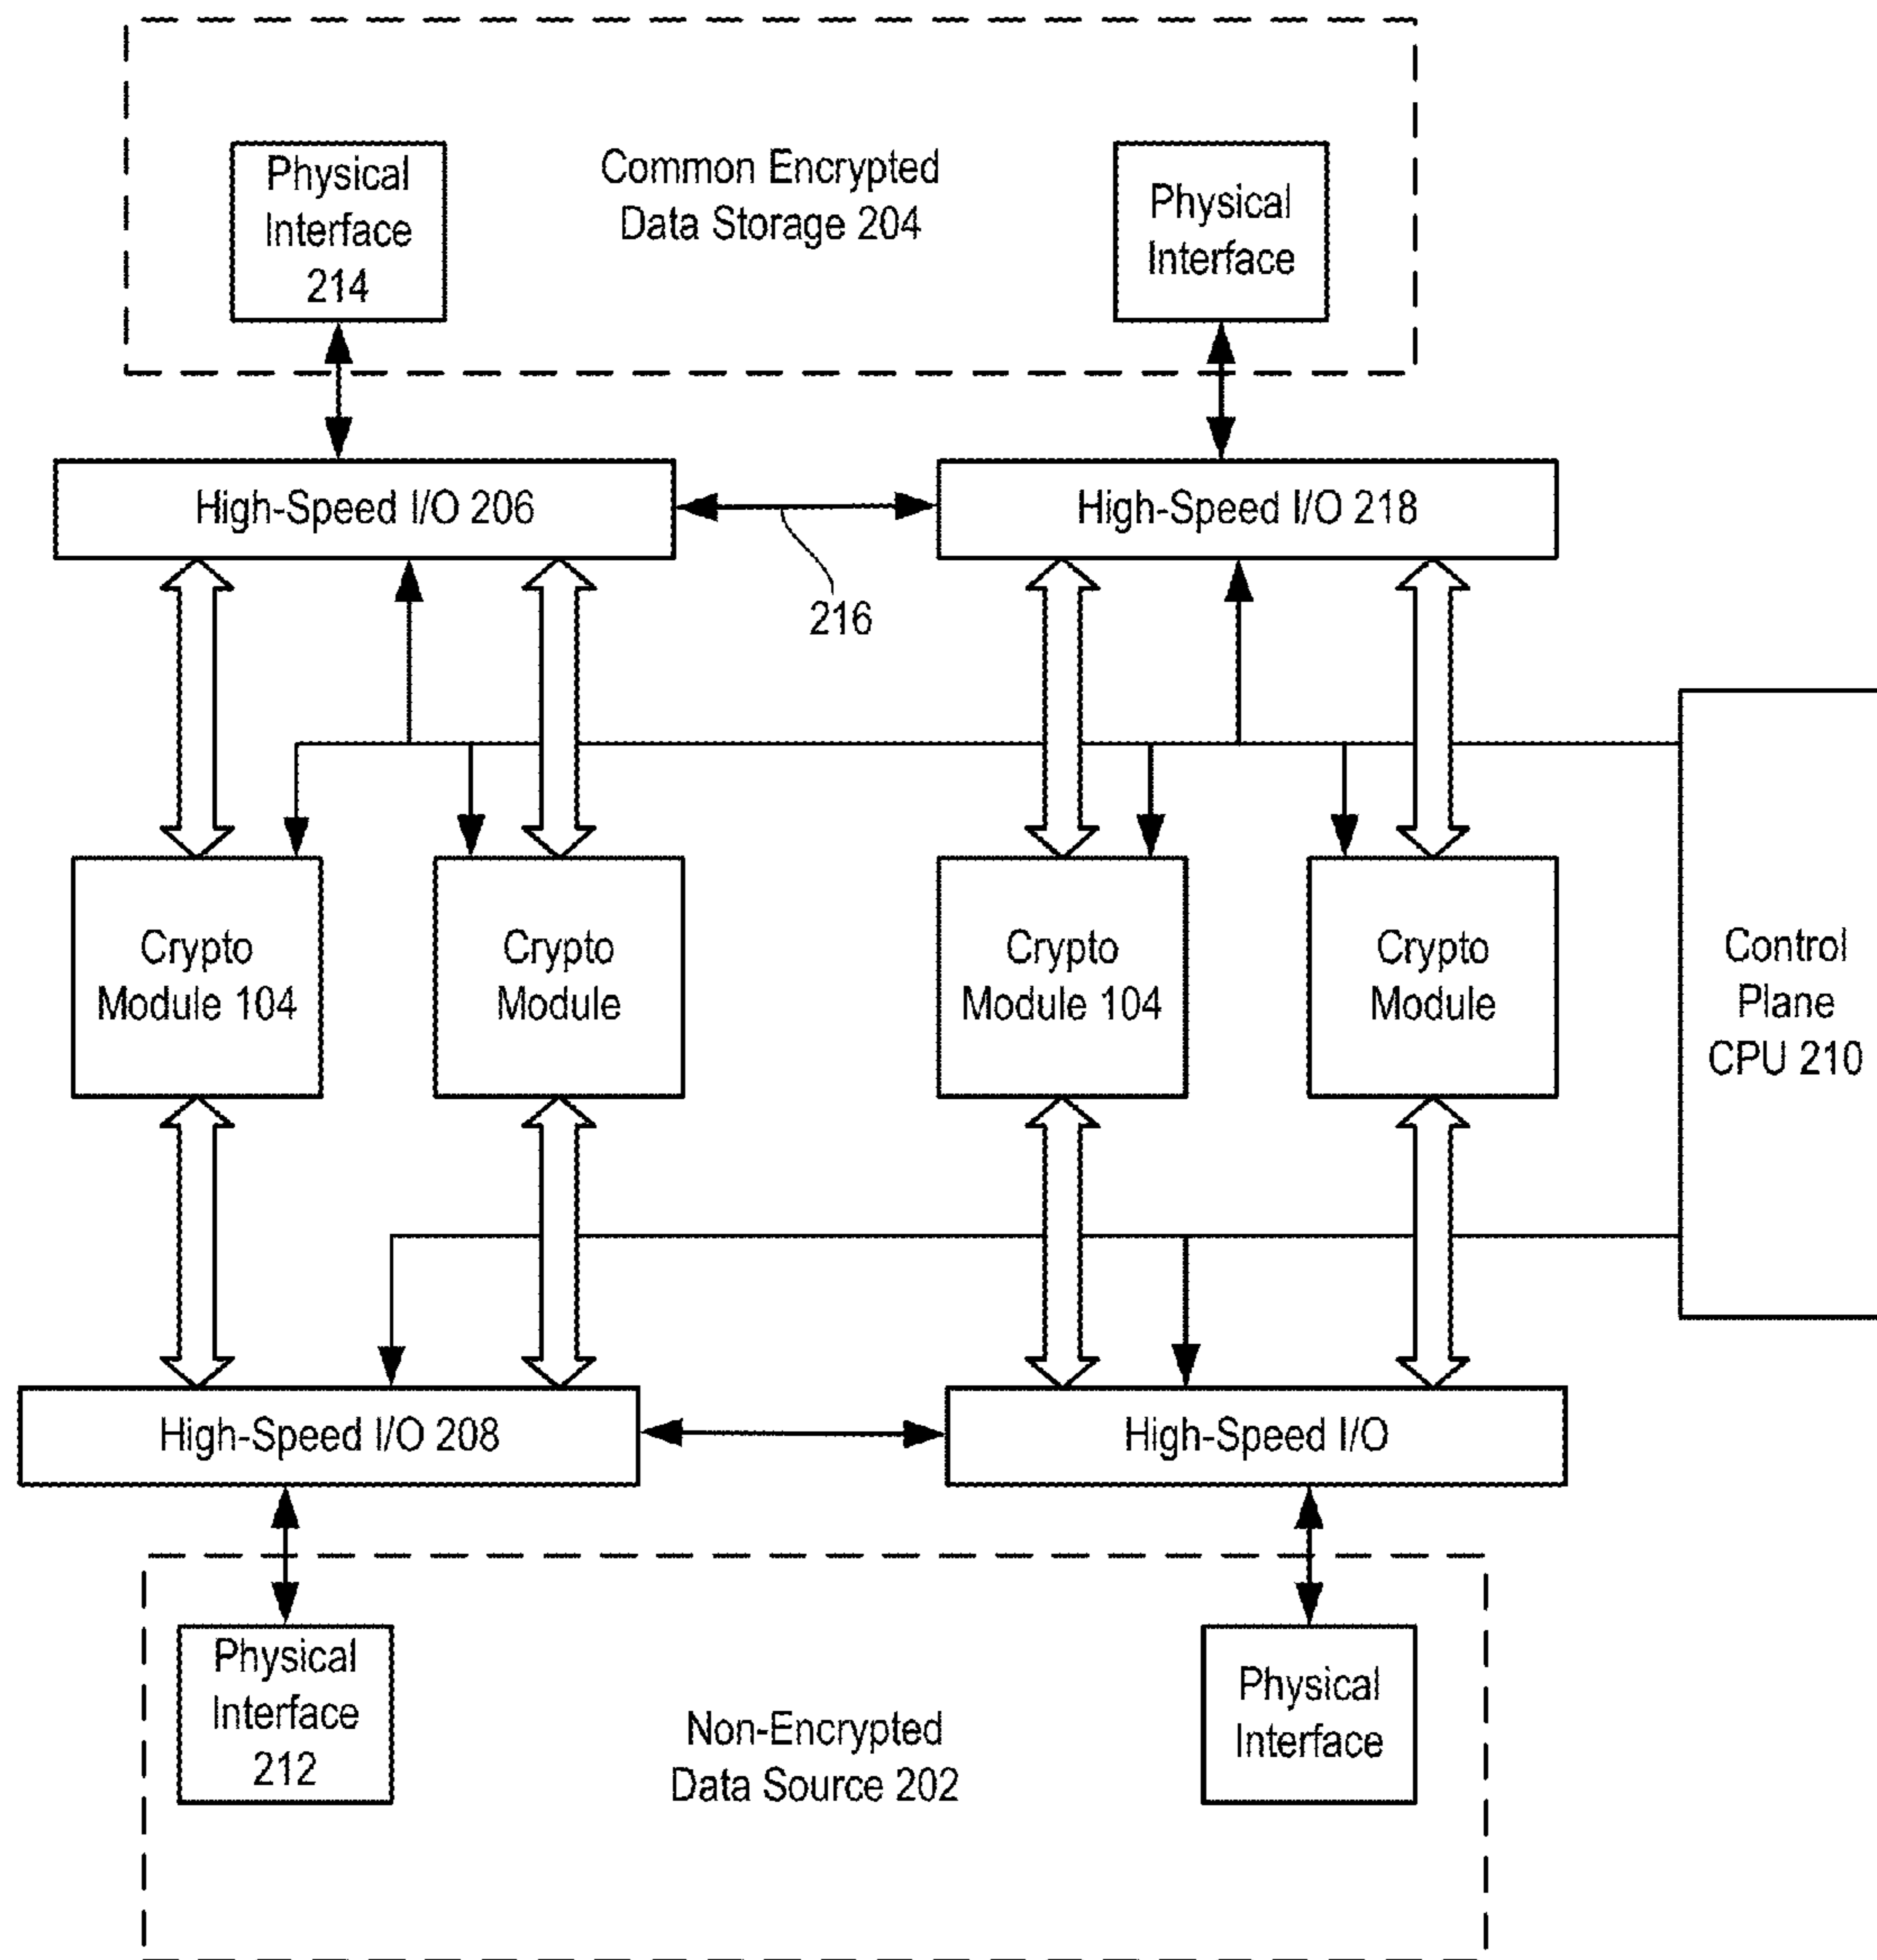 Physical
Interface
214
Common Encrypted
Data Storage 204
Physical
Interface
High-Speed I/O 206
High-Speed I/O 218
216
Crypto
Module 104
Crypto
Module
Crypto
Module 104
Crypto
Module
Control
Plane
CPU 210
High-Speed I/O 208
High-Speed I/O
Physical
Interface
212
Non-Encrypted
Data Source 202
Physical
Interface